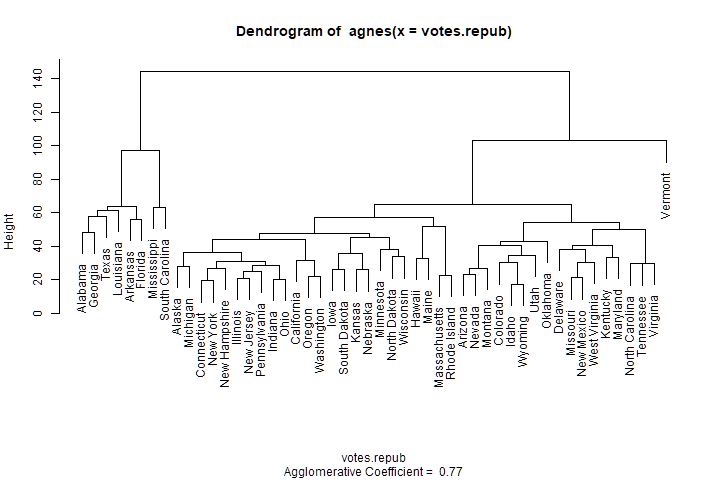 Dendrogram of agnes(x = votes.repub)
Height
0
20
40
60
80
100
120
140
Alabama
Georgia
Texas
Louisiana
Arkansas
Florida
Mississippi
South Carolina
Alaska
Michigan
Connecticut
New York
New Hampshire
Illinois
New Jersey
Pennsylvania
Indiana
Ohio
California
Oregon
Washington
Iowa
South Dakota
Kansas
Nebraska
Minnesota
North Dakota
Wisconsin
Hawaii
Maine
Massachusetts
Rhode Island
Arizona
Nevada
Montana
Colorado
Idaho
Wyoming
Utah
Oklahoma
Delaware
Missouri
New Mexico
West Virginia
Kentucky
Maryland
North Carolina
Tennessee
Virginia
Vermont
votes.repub
Agglomerative Coefficient = 0.77